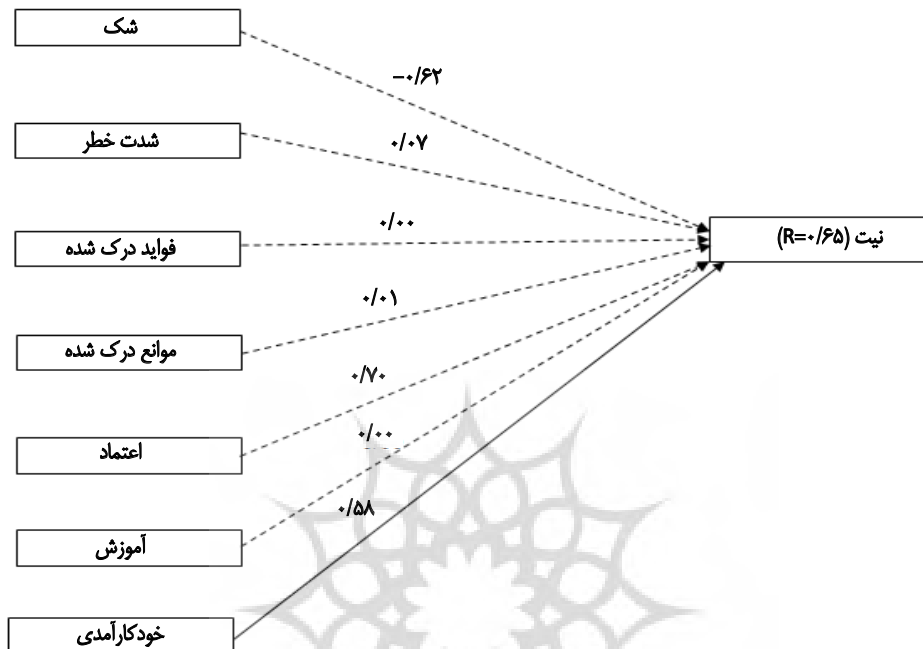 شک
-۰/۶۲
شدت خطر
۰/۰۷
فواید درک شده
۰/۰۰
نیت (R=۰/۶۵)
موانع درک شده
۰/۰۱
اعتماد
۰/۷۰
آموزش
۰/۰۰
خودکارآمدی
۰/۵۸